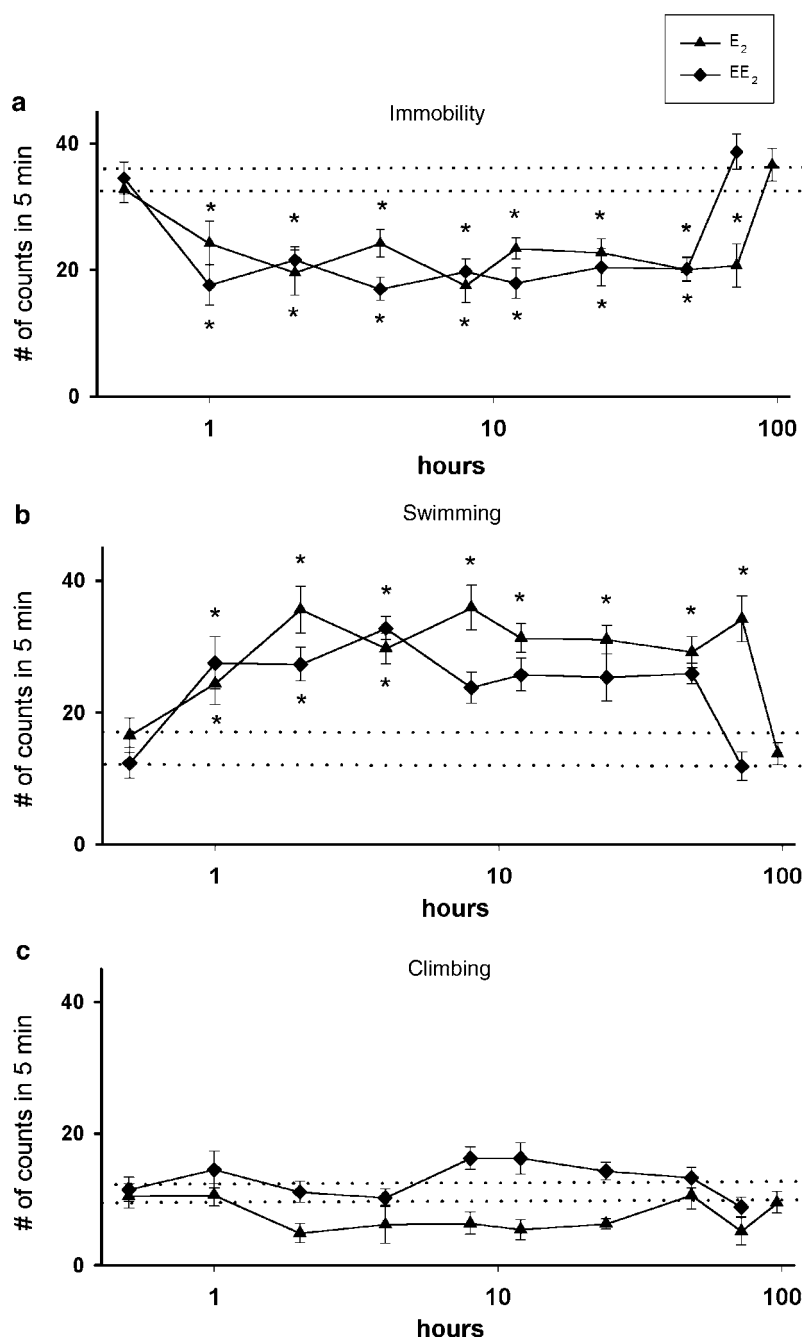 E2
EE2
a
Immobility
# of counts in 5 min
40
* * * * * * * *
20
* * * * * * *
0
1 10 100
hours
b
Swimming
# of counts in 5 min
40
* * * * * * * *
20
* * *
0
1 10 100
hours
c
Climbing
# of counts in 5 min
40
20
0
1 10 100
hours